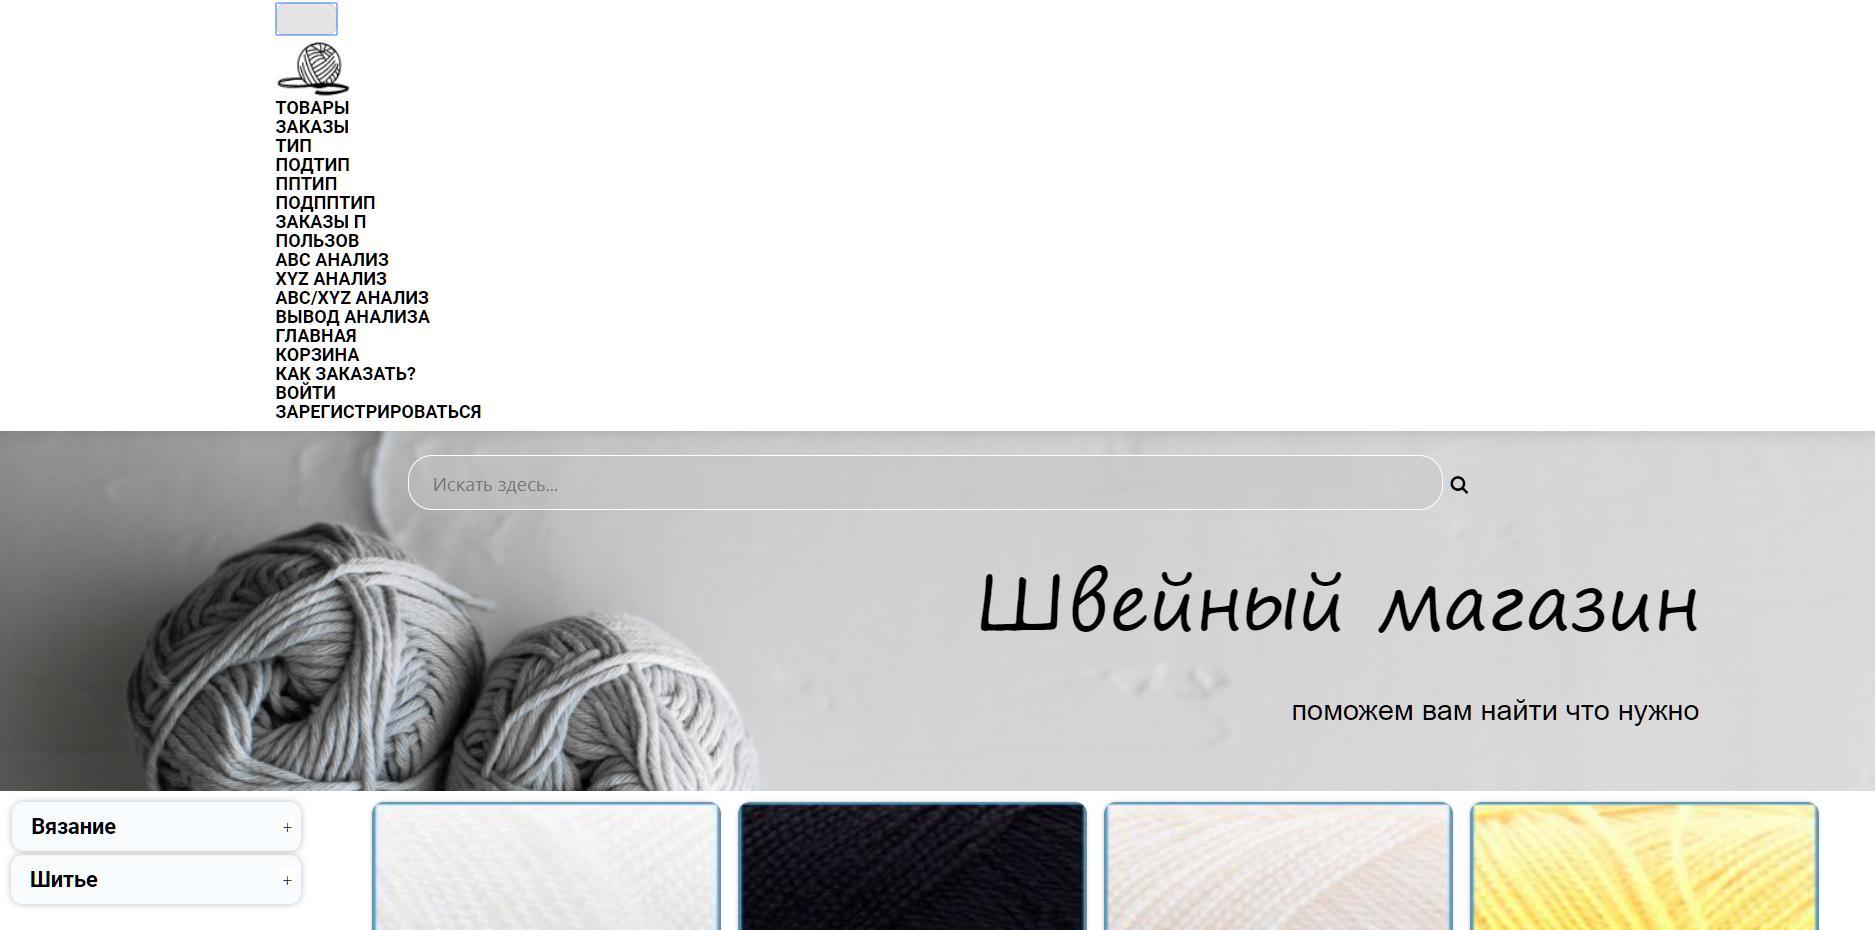 ТОВАРЫ
ЗАКАЗЫ
ТИП
ПОДТИП
ППТИП
ПОДППТИП
ЗАКАЗЫ П
ПОЛЬЗОВ
ABC АНАЛИЗ
XYZ АНАЛИЗ
ABC/XYZ АНАЛИЗ
ВЫВОД АНАЛИЗА
ГЛАВНАЯ
КОРЗИНА
КАК ЗАКАЗАТЬ?
ВОЙТИ
ЗАРЕГИСТРИРОВАТЬСЯ
Искать здесь...
Швейный магазин
поможем вам найти что нужно
Вязание +
Шитье +